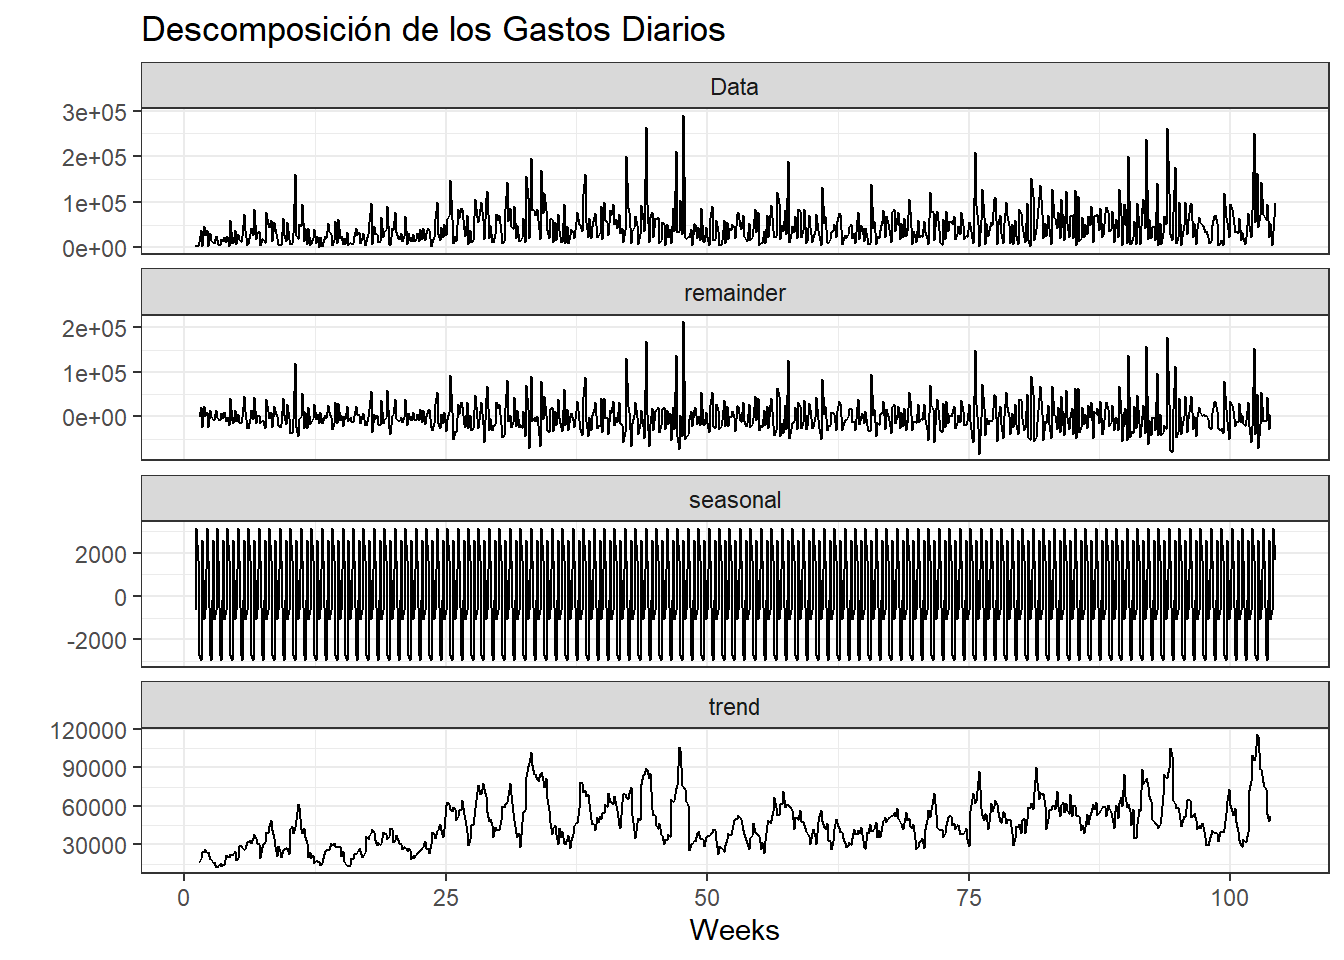 Descomposición de los Gastos Diarios
Data
3e+05
2e+05
1e+05
0e+00
remainder
2e+05
1e+05
0e+00
seasonal
2000
0
-2000
trend
120000
90000
60000
30000
0 25 50 75 100
Weeks